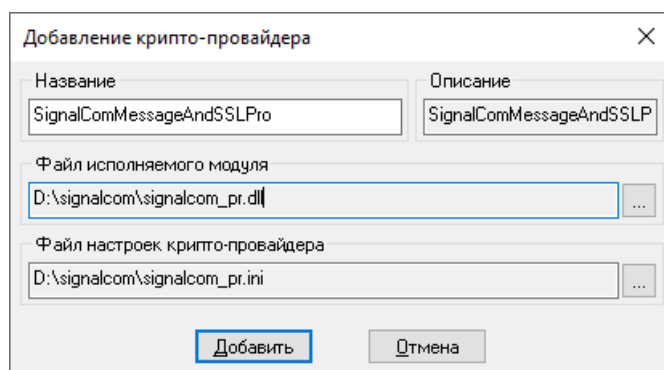 Добавление крипто-провайдера
Название
Описание
SignalComMessageAndSSLPro
SignalComMessageAndSSLP
Файл исполняемого модуля
D:\signalcom\signalcom_pr.dll
...
Файл настроек крипто-провайдера
D:\signalcom\signalcom_pr.ini
...
Добавить
Отмена